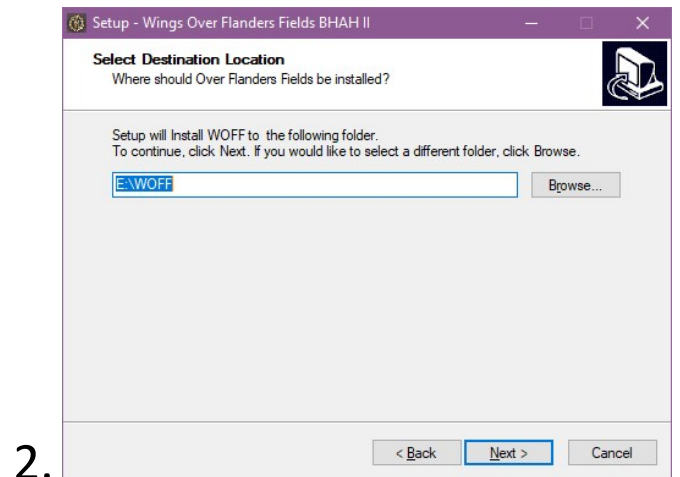 Setup - Wings Over Flanders Fields BHAH II
Select Destination Location
Where should Over Flanders Fields be installed?
Setup will Install WOFF to the following folder.
To continue, click Next. If you would like to select a different folder, click Browse.
E:\WOFF
Browse...
< Back
Next >
Cancel
2.